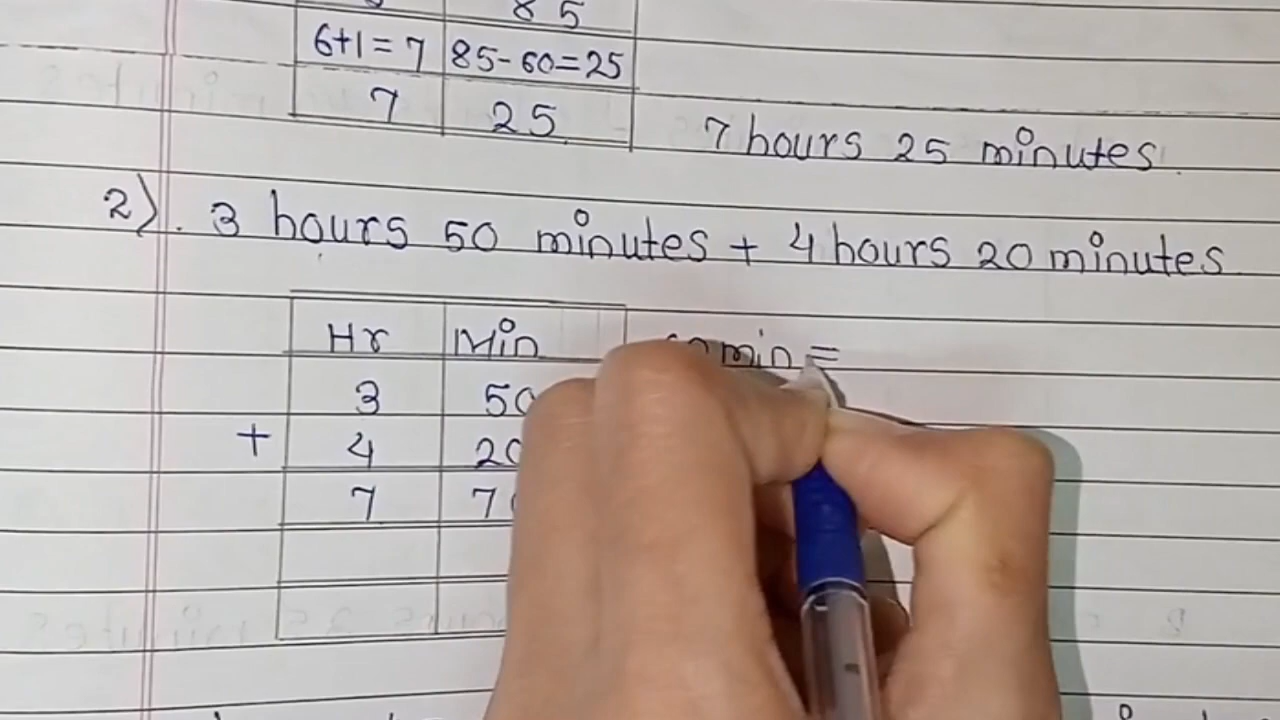 85
6+1=7 85-60=25
7 25 7 hours 25 minutes.
2). 3 hours 50 minutes + 4 hours 20 minutes
Hr Min min =
3 50
+ 4 20
7 7